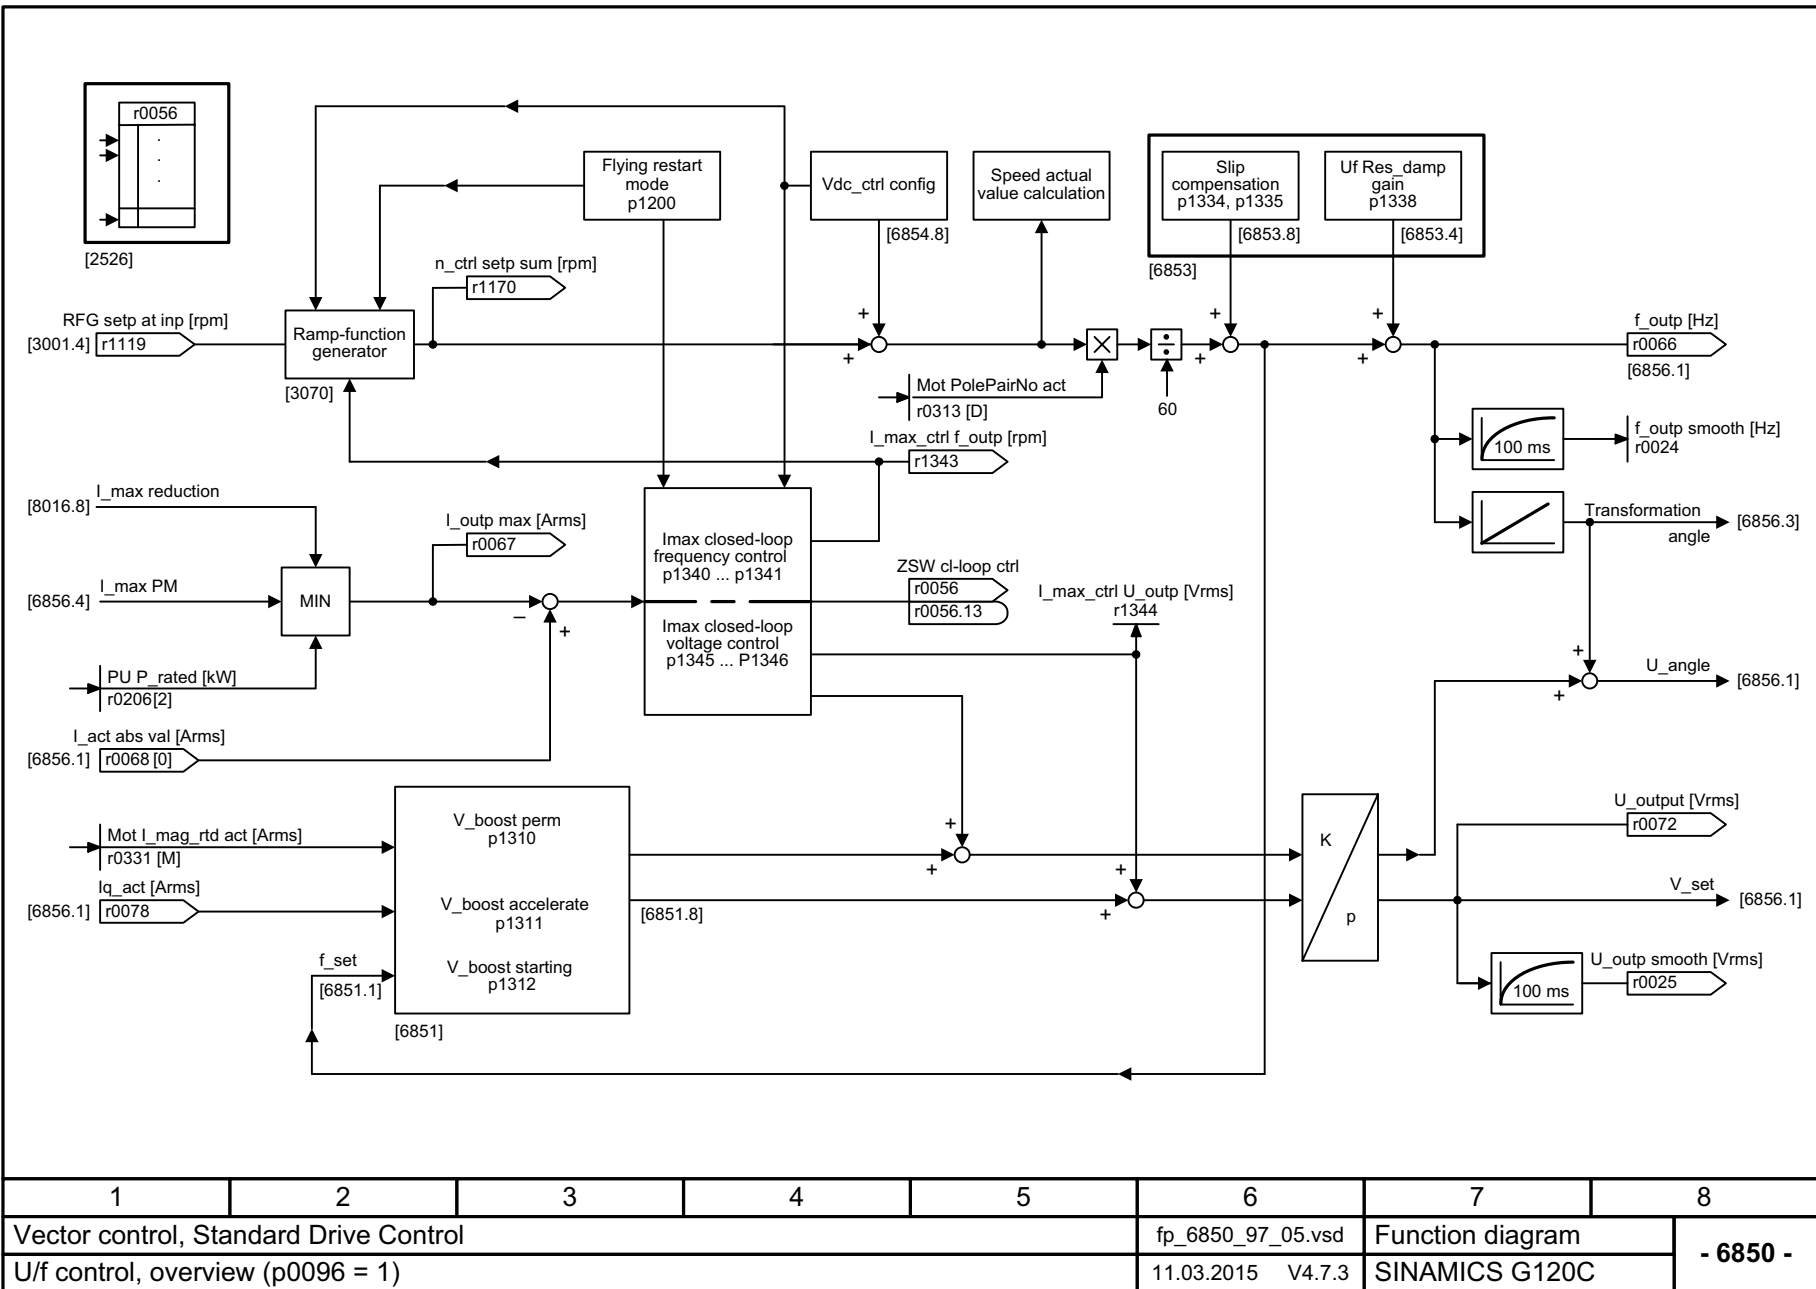 r0056
[2526]
Flying restart
mode
p1200
Vdc_ctrl config
[6854.8]
Speed actual
value calculation
Slip
compensation
p1334, p1335
[6853.8]
Uf Res_damp
gain
p1338
[6853.4]
[6853]
n_ctrl setp sum [rpm]
r1170
RFG setp at inp [rpm]
[3001.4] r1119
Ramp-function
generator
[3070]
+
+
+
+
+
+
f_outp [Hz]
r0066
[6856.1]
Mot PolePairNo act
r0313 [D]
60
I_max_ctrl f_outp [rpm]
r1343
100 ms
f_outp smooth [Hz]
r0024
I_max reduction
[8016.8]
I_outp max [Arms]
r0067
Imax closed-loop
frequency control
p1340 ... p1341
Transformation
angle
[6856.3]
I_max PM
[6856.4]
MIN
−
+
ZSW cl-loop ctrl
r0056
r0056.13
Imax closed-loop
voltage control
p1345 ... P1346
I_max_ctrl U_outp [Vrms]
r1344
PU P_rated [kW]
r0206[2]
+
+
U_angle
[6856.1]
I_act abs val [Arms]
[6856.1] r0068 [0]
Mot I_mag_rtd act [Arms]
r0331 [M]
V_boost perm
p1310
+
+
K
p
U_output [Vrms]
r0072
Iq_act [Arms]
[6856.1] r0078
V_boost accelerate
p1311
[6851.8]
+
+
V_set
[6856.1]
f_set
[6851.1]
V_boost starting
p1312
[6851]
100 ms
U_outp smooth [Vrms]
r0025
1 2 3 4 5 6 7 8
Vector control, Standard Drive Control
fp_6850_97_05.vsd
Function diagram
- 6850 -
U/f control, overview (p0096 = 1)
11.03.2015 V4.7.3
SINAMICS G120C